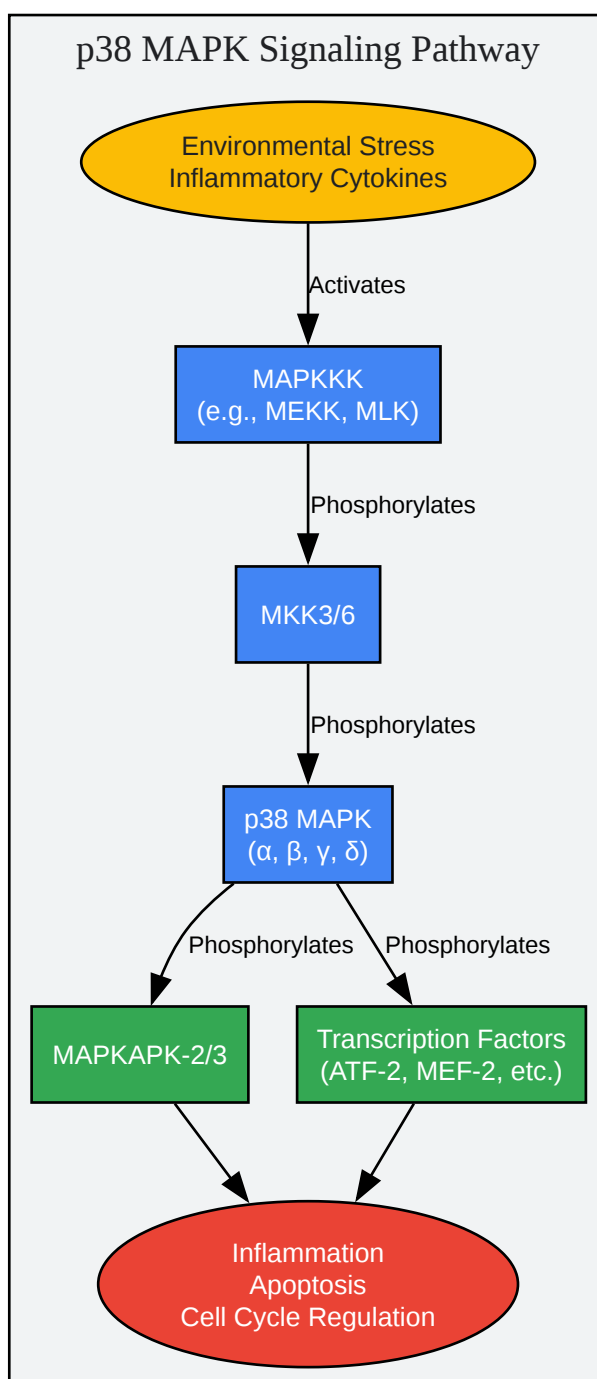 p38 MAPK Signaling Pathway
Environmental Stress
Inflammatory Cytokines
Activates
MAPKKK
(e.g., MEKK, MLK)
Phosphorylates
MKK3/6
Phosphorylates
p38 MAPK
(α, β, γ, δ)
Phosphorylates
Phosphorylates
MAPKAPK-2/3
Transcription Factors
(ATF-2, MEF-2, etc.)
Inflammation
Apoptosis
Cell Cycle Regulation